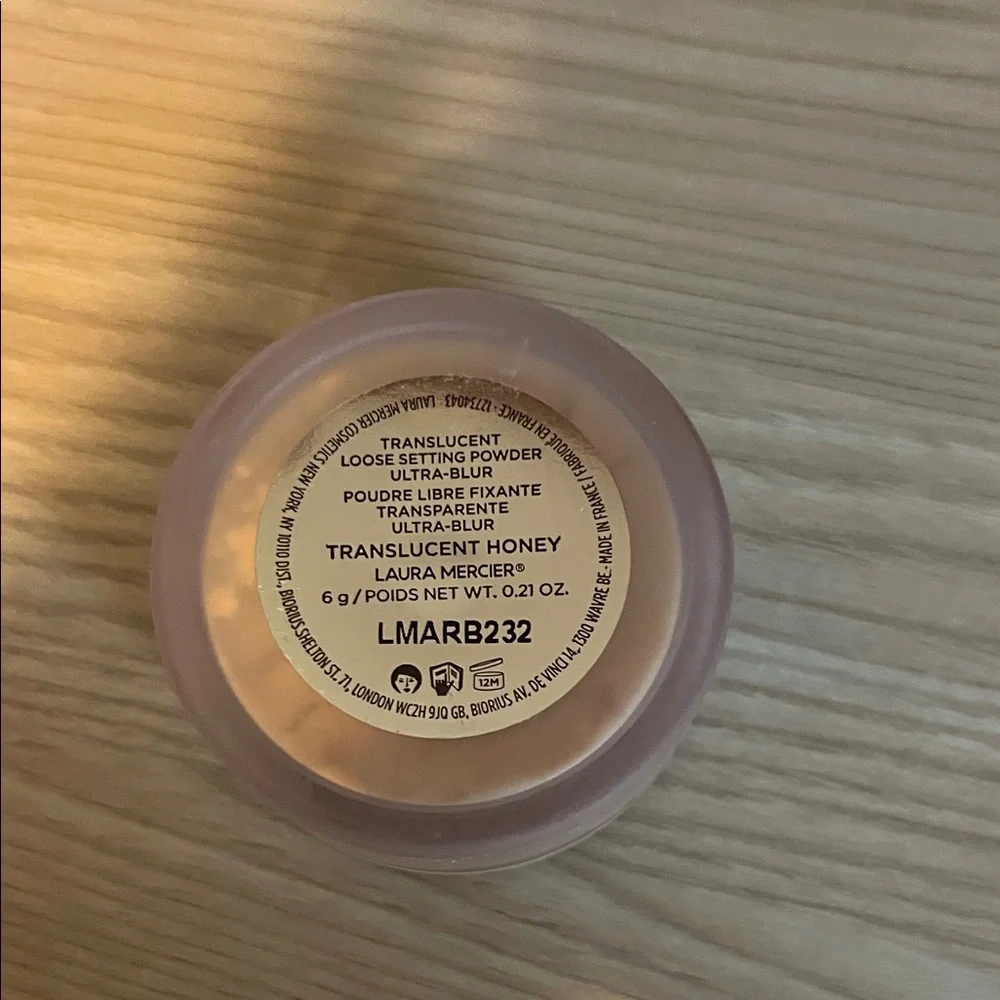 TRANSLUCENT
LOOSE SETTING POWDER
ULTRA-BLUR
POUDRE LIBRE FIXANTE
TRANSPARENTE
ULTRA-BLUR
TRANSLUCENT HONEY
LAURA MERCIER®
6 g / POIDS NET WT. 0.21 OZ.
LMARB232
12M
LAURA MERCIER COSMETICS NEW YORK, NY 10110 DIST., BIORIUS SHELTON ST. 71, LONDON WC2H 9JQ GB, BIORIUS AV. DE VINCI 14, 1300 WAVRE BE. • MADE IN FRANCE / FABRIQUÉ EN FRANCE • 12734043 •